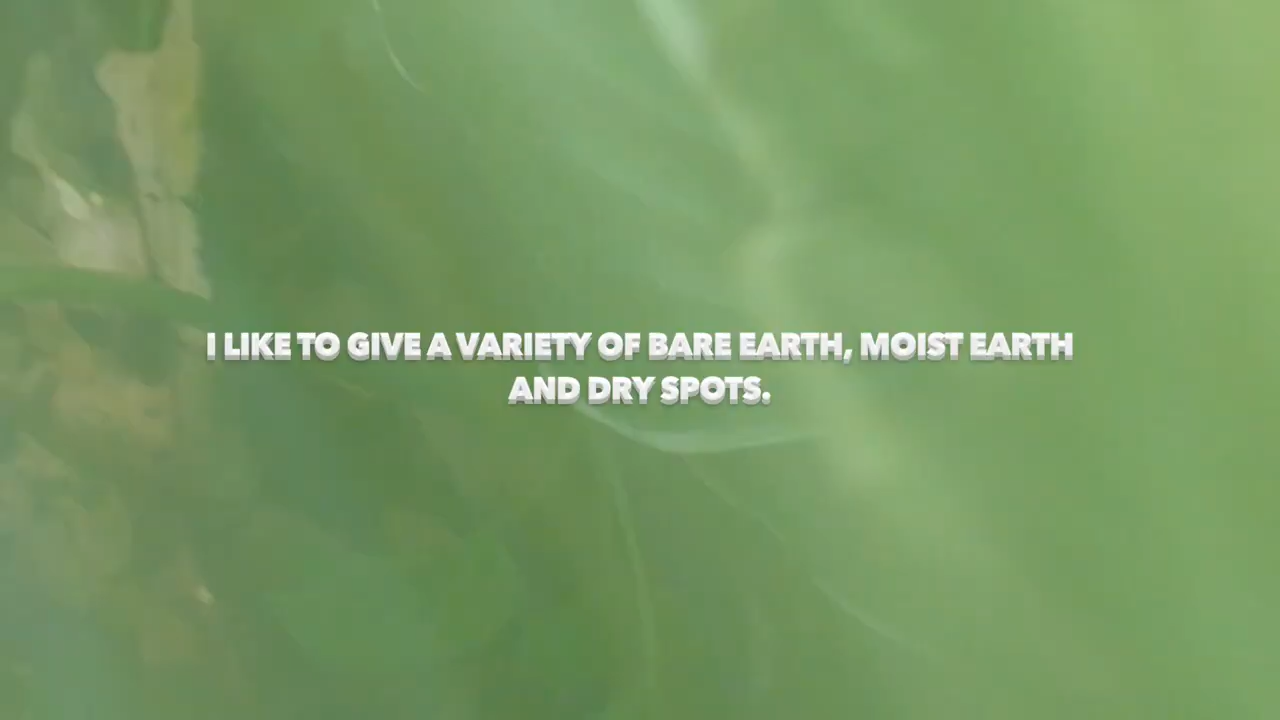 I LIKE TO GIVE A VARIETY OF BARE EARTH, MOIST EARTH
AND DRY SPOTS.